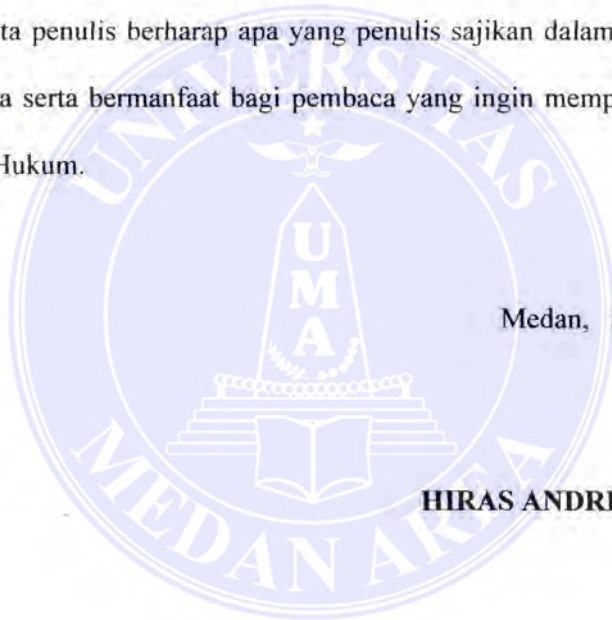 ta penulis berharap apa yang penulis sajikan dalam
a serta bermanfaat bagi pembaca yang ingin memp
Hukum.
UNIVERSITAS
U
M
A
Medan,
HIRAS ANDRI
MEDAN AREA